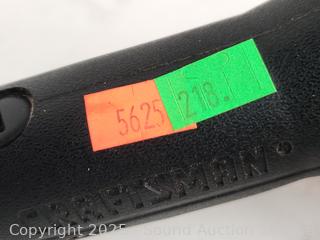 5625
218.
CRAFTSMAN
Copyright 2025 - Sound Auction